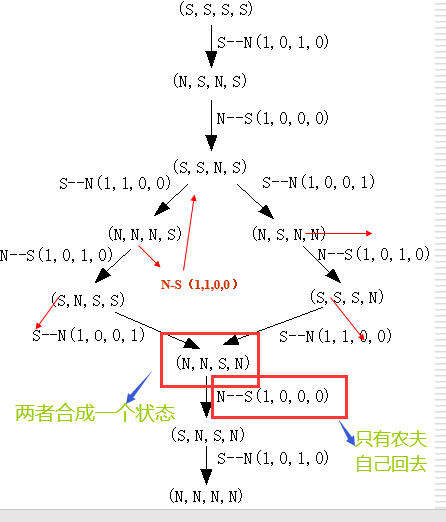 (S,S,S,S)
S--N(1,0,1,0)
(N,S,N,S)
N--S(1,0,0,0)
(S,S,N,S)
S--N(1,1,0,0)
S--N(1,0,0,1)
(N,N,N,S)
(N,S,N,N)
N--S(1,0,1,0)
N--S(1,0,1,0)
N-S（1,1,0,0）
(S,N,S,S)
(S,S,S,N)
S--N(1,0,0,1)
S--N(1,1,0,0)
(N,N,S,N)
N--S(1,0,0,0)
两者合成一个状态
(S,N,S,N)
只有农夫
自己回去
S--N(1,0,1,0)
(N,N,N,N)